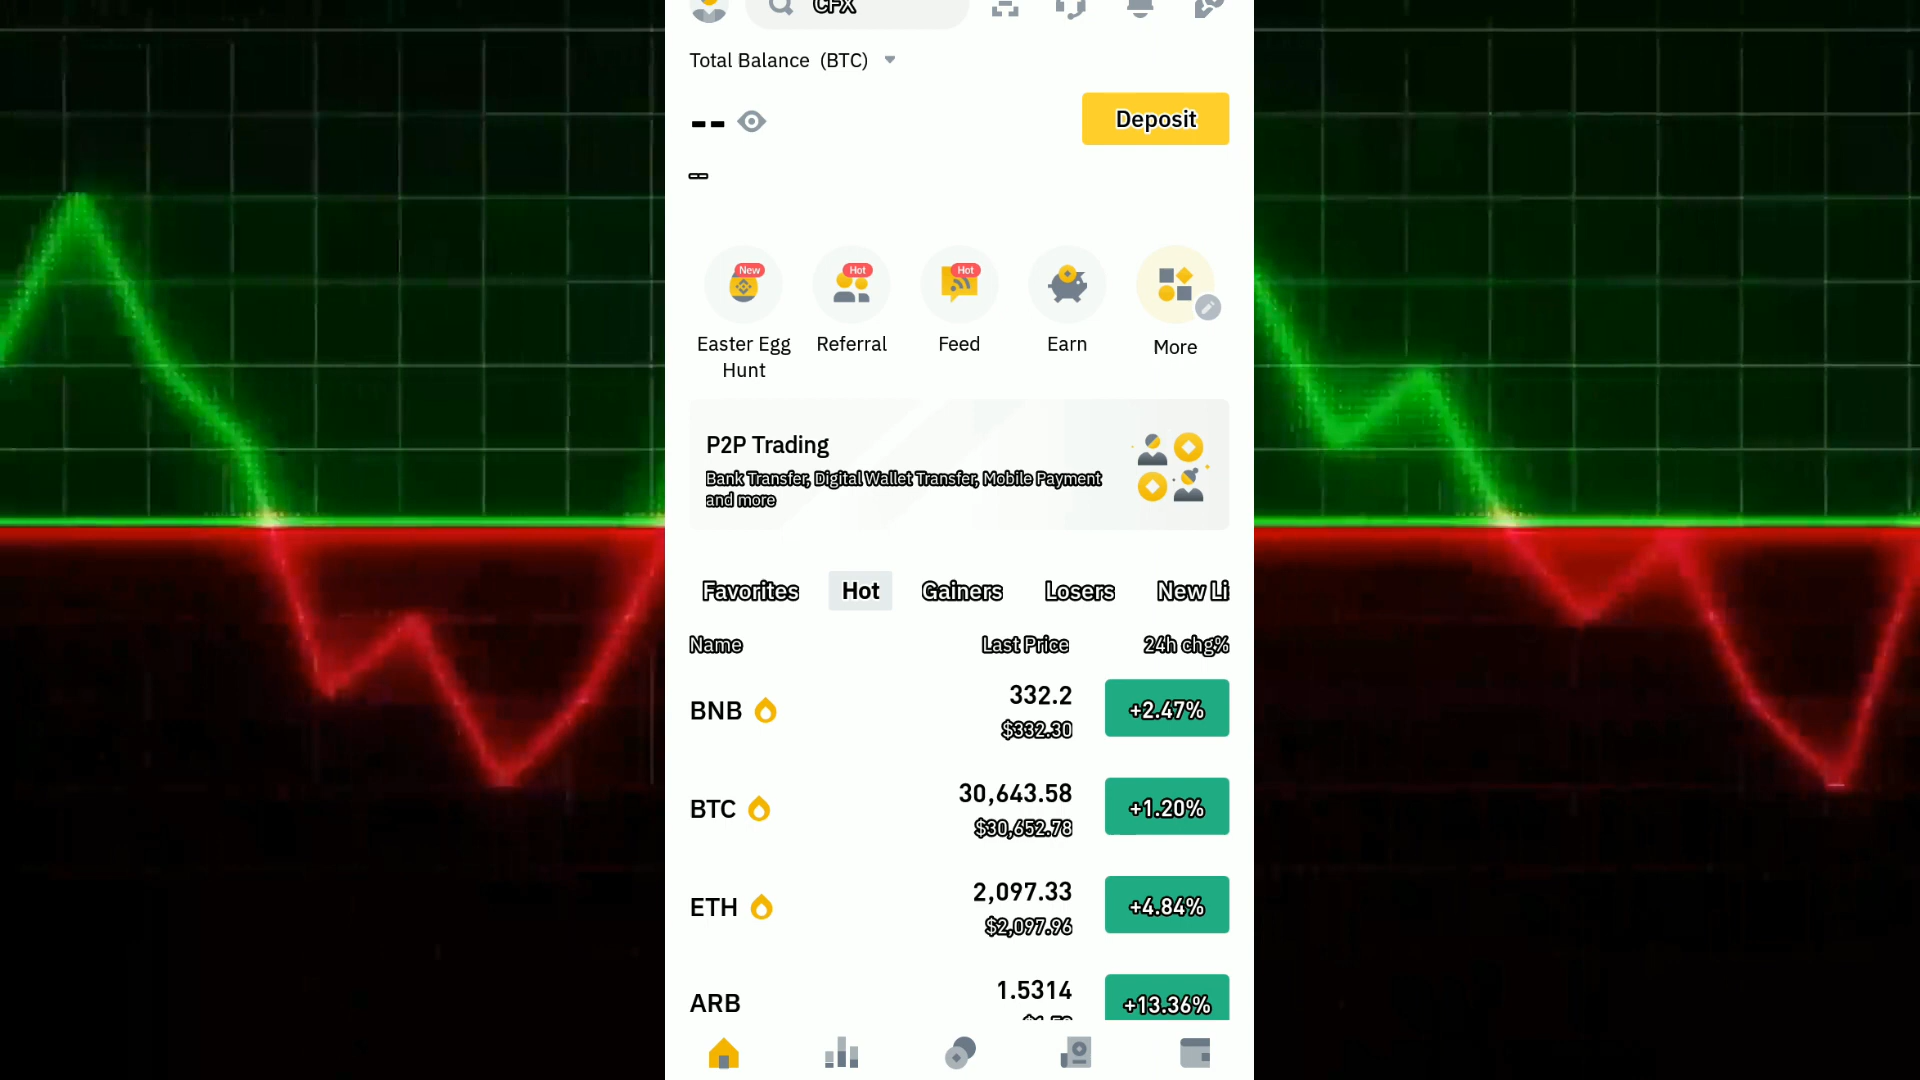 CFX
Total Balance (BTC)
--
Deposit
--
New
Hot
Hot
Easter Egg Hunt
Referral
Feed
Earn
More
P2P Trading
Bank Transfer, Digital Wallet Transfer, Mobile Payment
and more
Favorites Hot Gainers Losers New Li
Name Last Price 24h chg%
BNB 332.2 +2.47%
$332.30
BTC 30,643.58 +1.20%
$30,652.78
ETH 2,097.33 +4.84%
$2,097.96
ARB 1.5314 +13.36%